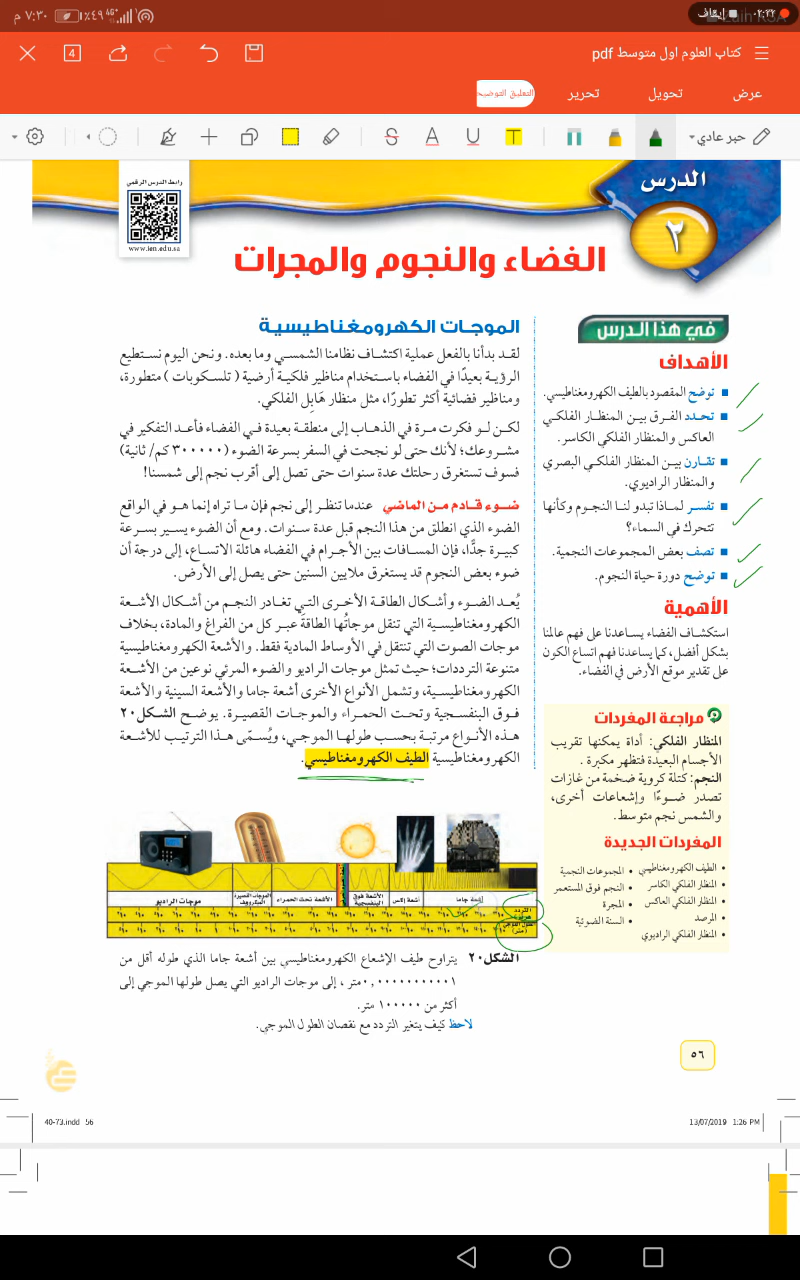 ٠٢:٢٢ إيقاف
٧:٣٠ م
٤٩٪
كتاب العلوم اول متوسط pdf
4
عرض
تحويل
تحرير
التعليق التوضيحي
حبر عادي
رابط الدرس الرقمي
www.ien.edu.sa
الدرس
٢
الفضاء والنجوم والمجرات
في هذا الدرس
الأهداف
■ توضح المقصود بالطيف الكهرومغناطيسي.
■ تحدد الفرق بين المنظار الفلكي
العاكس والمنظار الفلكي الكاسر.
■ تقارن بين المنظار الفلكي البصري
والمنظار الراديوي.
■ تفسر لماذا تبدو لنا النجوم وكأنها
تتحرك في السماء؟
■ تصف بعض المجموعات النجمية.
■ توضح دورة حياة النجوم.
الأهمية
استكشاف الفضاء يساعدنا على فهم عالمنا
بشكل أفضل، كما يساعدنا فهم اتساع الكون
على تقدير موقع الأرض في الفضاء.
مراجعة المفردات
المنظار الفلكي: أداة يمكنها تقريب
الأجسام البعيدة فتظهر مكبرة .
النجم: كتلة كروية ضخمة من غازات
تصدر ضوءًا وإشعاعات أخرى،
والشمس نجم متوسط.
المفردات الجديدة
• الطيف الكهرومغناطيسي
• المنظار الفلكي الكاسر
• المنظار الفلكي العاكس
• المرصد
• المنظار الفلكي الراديوي
• المجموعات النجمية
• النجم فوق المستعمر
• المجرة
• السنة الضوئية
الموجات الكهرومغناطيسية
لقد بدأنا بالفعل عملية اكتشاف نظامنا الشمسي وما بعده. ونحن اليوم نستطيع
الرؤية بعيدًا في الفضاء باستخدام مناظير فلكية أرضية ( تلسكوبات ) متطورة،
ومناظير فضائية أكثر تطورًا، مثل منظار هَابِل الفلكي.
لكن لو فكرت مرة في الذهاب إلى منطقة بعيدة في الفضاء فأعد التفكير في
مشروعك؛ لأنك حتى لو نجحت في السفر بسرعة الضوء (٣٠٠٠٠٠ كم/ ثانية)
فسوف تستغرق رحلتك عدة سنوات حتى تصل إلى أقرب نجم إلى شمسنا!
ضوء قادم من الماضي عندما تنظر إلى نجم فإن ما تراه إنما هو في الواقع
الضوء الذي انطلق من هذا النجم قبل عدة سنوات. ومع أن الضوء يسير بسرعة
كبيرة جدًّا، فإن المسافات بين الأجرام في الفضاء هائلة الاتساع، إلى درجة أن
ضوء بعض النجوم قد يستغرق ملايين السنين حتى يصل إلى الأرض.
يُعد الضوء وأشكال الطاقة الأخرى التي تغادر النجم من أشكال الأشعة
الكهرومغناطيسية التي تنقل موجاتُها الطاقةَ عبر كل من الفراغ والمادة، بخلاف
موجات الصوت التي تنتقل في الأوساط المادية فقط. والأشعة الكهرومغناطيسية
متنوعة الترددات؛ حيث تمثل موجات الراديو والضوء المرئي نوعين من الأشعة
الكهرومغناطيسية، وتشمل الأنواع الأخرى أشعة جاما والأشعة السينية والأشعة
فوق البنفسجية وتحت الحمراء والموجات القصيرة. يوضح الشكل ٢٠
هذه الأنواع مرتبة بحسب طولها الموجي، ويُسمّى هذا الترتيب للأشعة
الكهرومغناطيسية الطيف الكهرومغناطيسي.
أشعة جاما
أشعة إكس
الأشعة فوق البنفسجية
الأشعة تحت الحمراء
موجات الراديو
التردد
الشكل ٢٠ يتراوح طيف الإشعاع الكهرومغناطيسي بين أشعة جاما الذي طوله أقل من
٠,٠٠٠٠٠٠٠٠٠٠١ متر ، إلى موجات الراديو التي يصل طولها الموجي إلى
أكثر من ١٠٠٠٠٠ متر.
لاحظ كيف يتغير التردد مع نقصان الطول الموجي.
٥٦
40-73.indd 56
13/07/2019 1:26 PM